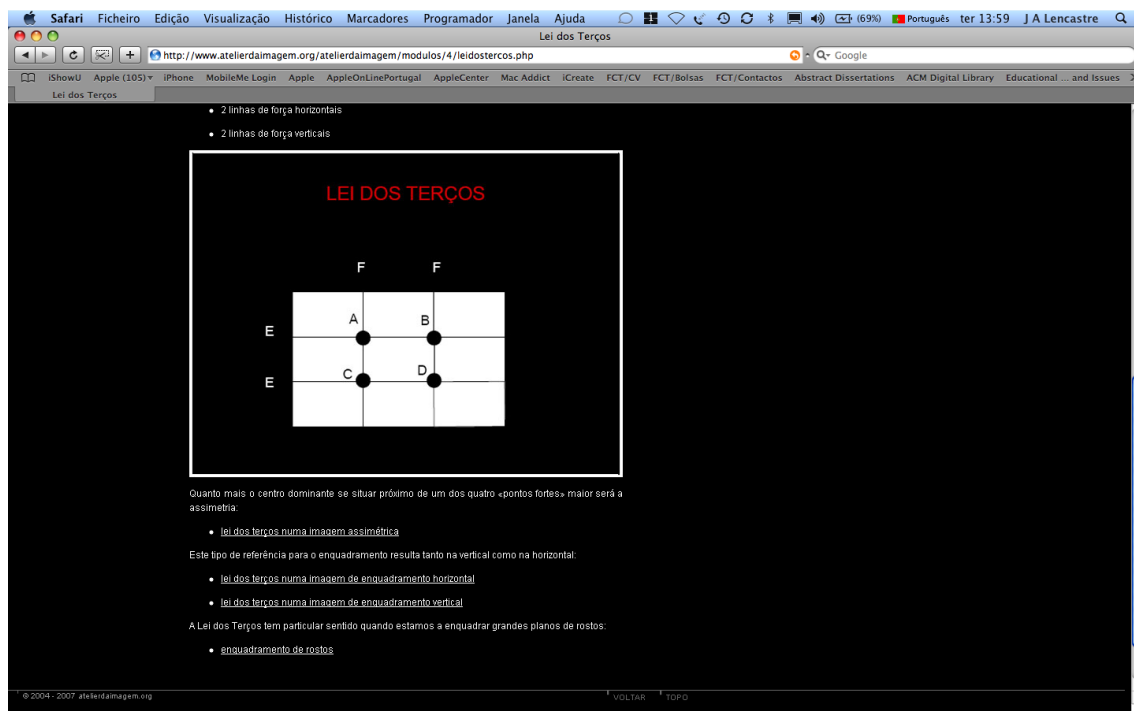 Safari Ficheiro Edição Visualização Histórico Marcadores Programador Janela Ajuda (69%) Português ter 13:59 J A Lencastre
Lei dos Terços
http://www.atelierdaimagem.org/atelierdaimagem/modulos/4/leidostercos.php Google
iShowU Apple (105) iPhone MobileMe Login Apple AppleOnLinePortugal AppleCenter Mac Addict iCreate FCT/CV FCT/Bolsas FCT/Contactos Abstract Dissertations ACM Digital Library Educational ... and Issues
Lei dos Terços
• 2 linhas de força horizontais
• 2 linhas de força verticais
LEI DOS TERÇOS
F F
A B
E
C D
E
Quanto mais o centro dominante se situar próximo de um dos quatro «pontos fortes» maior será a
assimetria:
• lei dos terços numa imagem assimétrica
Este tipo de referência para o enquadramento resulta tanto na vertical como na horizontal:
• lei dos terços numa imagem de enquadramento horizontal
• lei dos terços numa imagem de enquadramento vertical
A Lei dos Terços tem particular sentido quando estamos a enquadrar grandes planos de rostos:
• enquadramento de rostos
© 2004 - 2007 atelierdaimagem.org VOLTAR TOPO